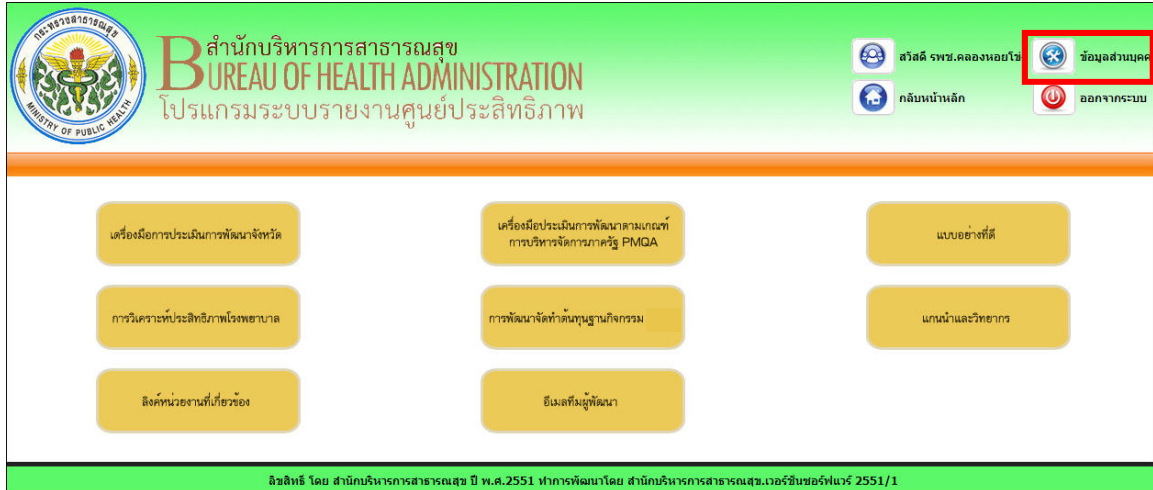 กระทรวงสาธารณสุข
MINISTRY OF PUBLIC HEALTH
สำนักบริหารการสาธารณสุข
BUREAU OF HEALTH ADMINISTRATION
โปรแกรมระบบรายงานศูนย์ประสิทธิภาพ
สวัสดี รพช.คลองหอยโข่
ข้อมูลส่วนบุคค
กลับหน้าหลัก
ออกจากระบบ
เครื่องมือการประเมินการพัฒนาจังหวัด
เครื่องมือประเมินการพัฒนาตามเกณฑ์
การบริหารจัดการภาครัฐ PMQA
แบบอย่างที่ดี
การวิเคราะห์ประสิทธิภาพโรงพยาบาล
การพัฒนาจัดทำต้นทุนฐานกิจกรรม
แกนนำและวิทยากร
ลิงค์หน่วยงานที่เกี่ยวข้อง
อีเมลทีมผู้พัฒนา
ลิขสิทธิ์ โดย สำนักบริหารการสาธารณสุข ปี พ.ศ.2551 ทำการพัฒนาโดย สำนักบริหารการสาธารณสุข.เวอร์ชันซอร์ฟแวร์ 2551/1